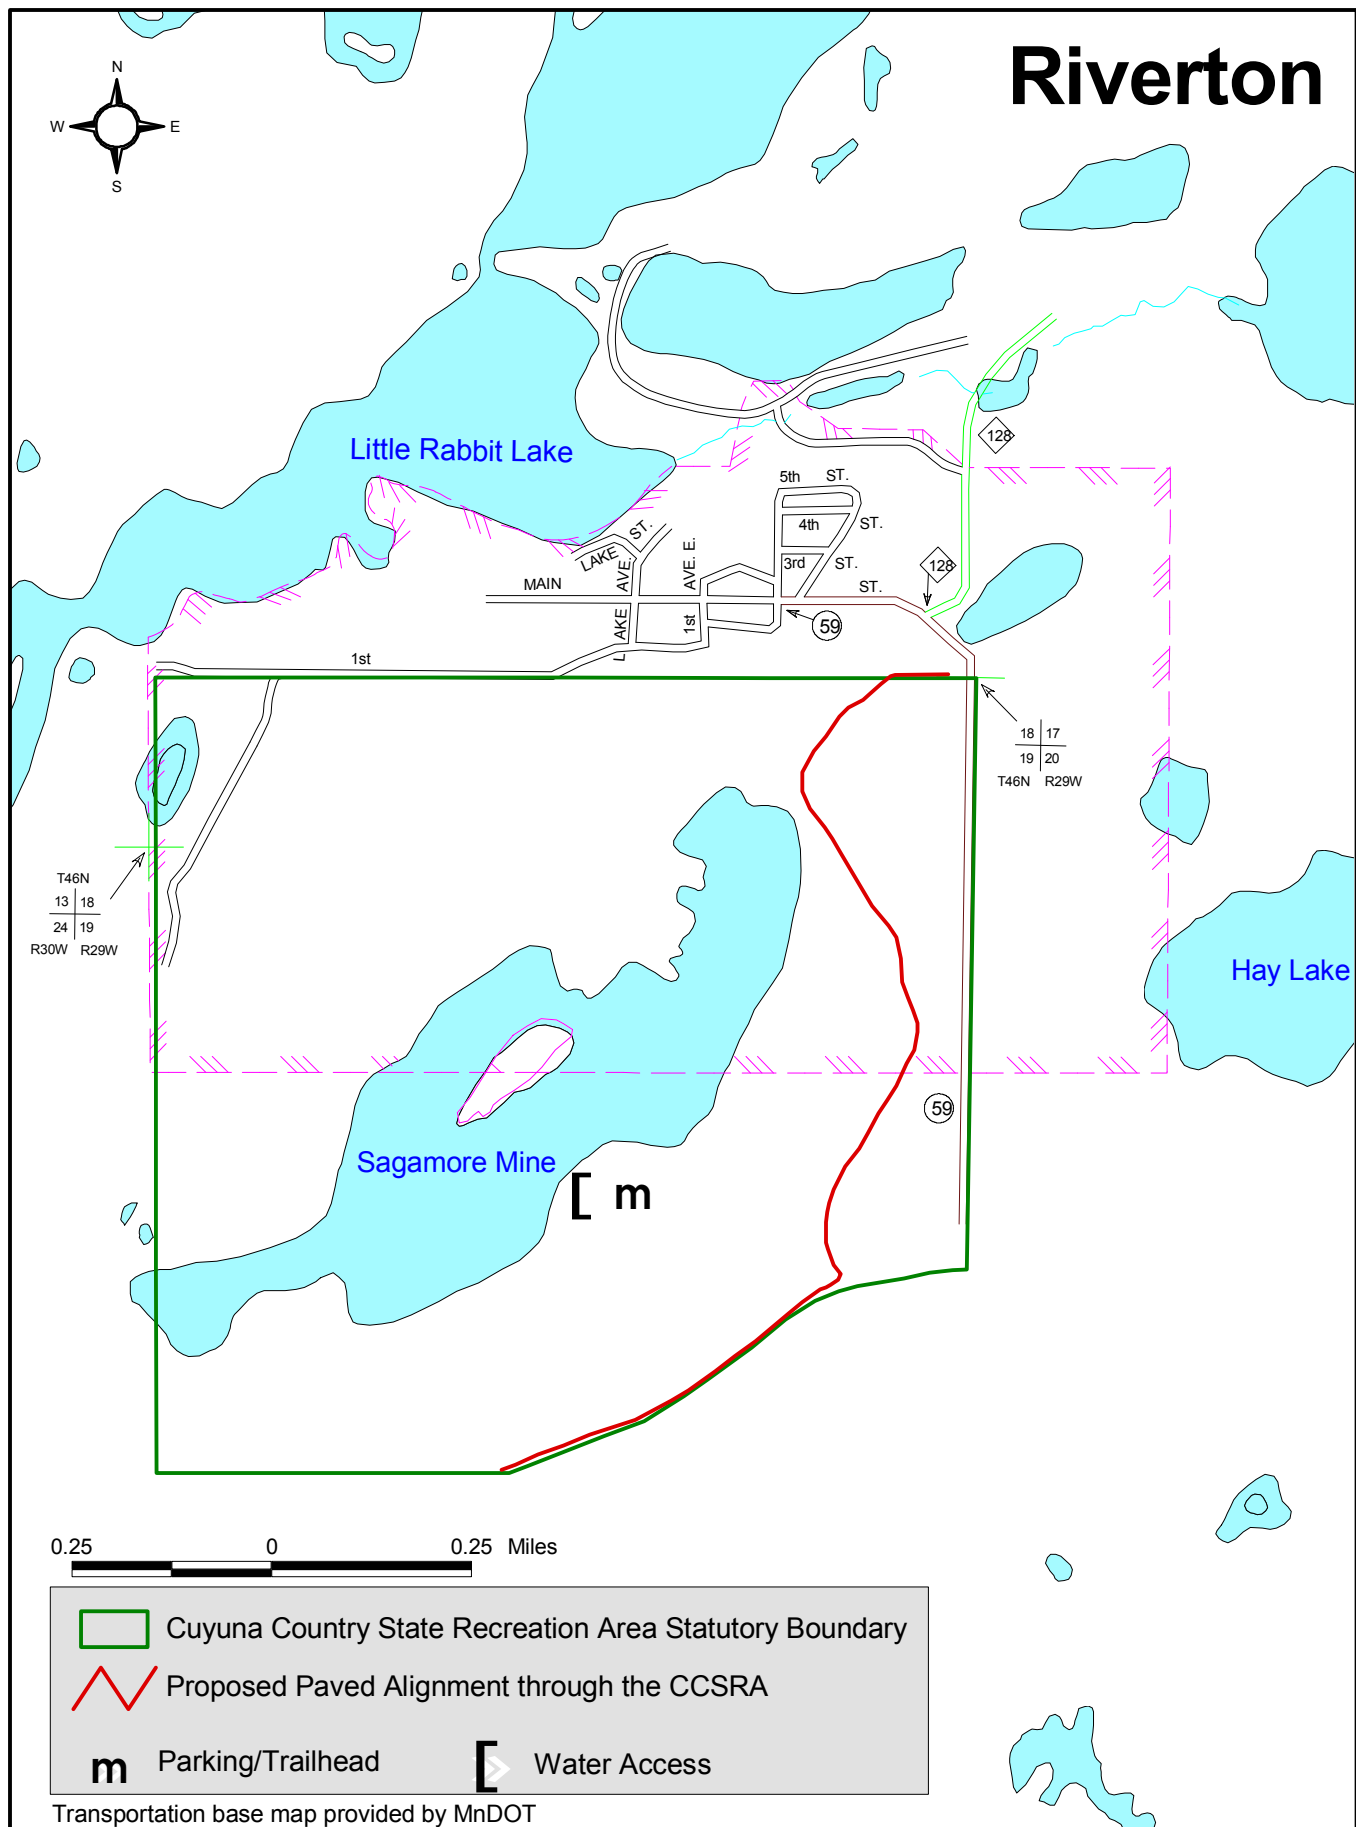 Riverton
N
W E
S
Little Rabbit Lake
128
5th ST.
4th ST.
3rd ST.
LAKE ST.
MAIN ST.
128
LAKE AVE.
1st AVE. E.
59
1st
18 17
19 20
T46N R29W
T46N
13 18
24 19
R30W R29W
Hay Lake
59
Sagamore Mine
[ m
0.25 0 0.25 Miles
Cuyuna Country State Recreation Area Statutory Boundary
Proposed Paved Alignment through the CCSRA
m Parking/Trailhead [ Water Access
Transportation base map provided by MnDOT